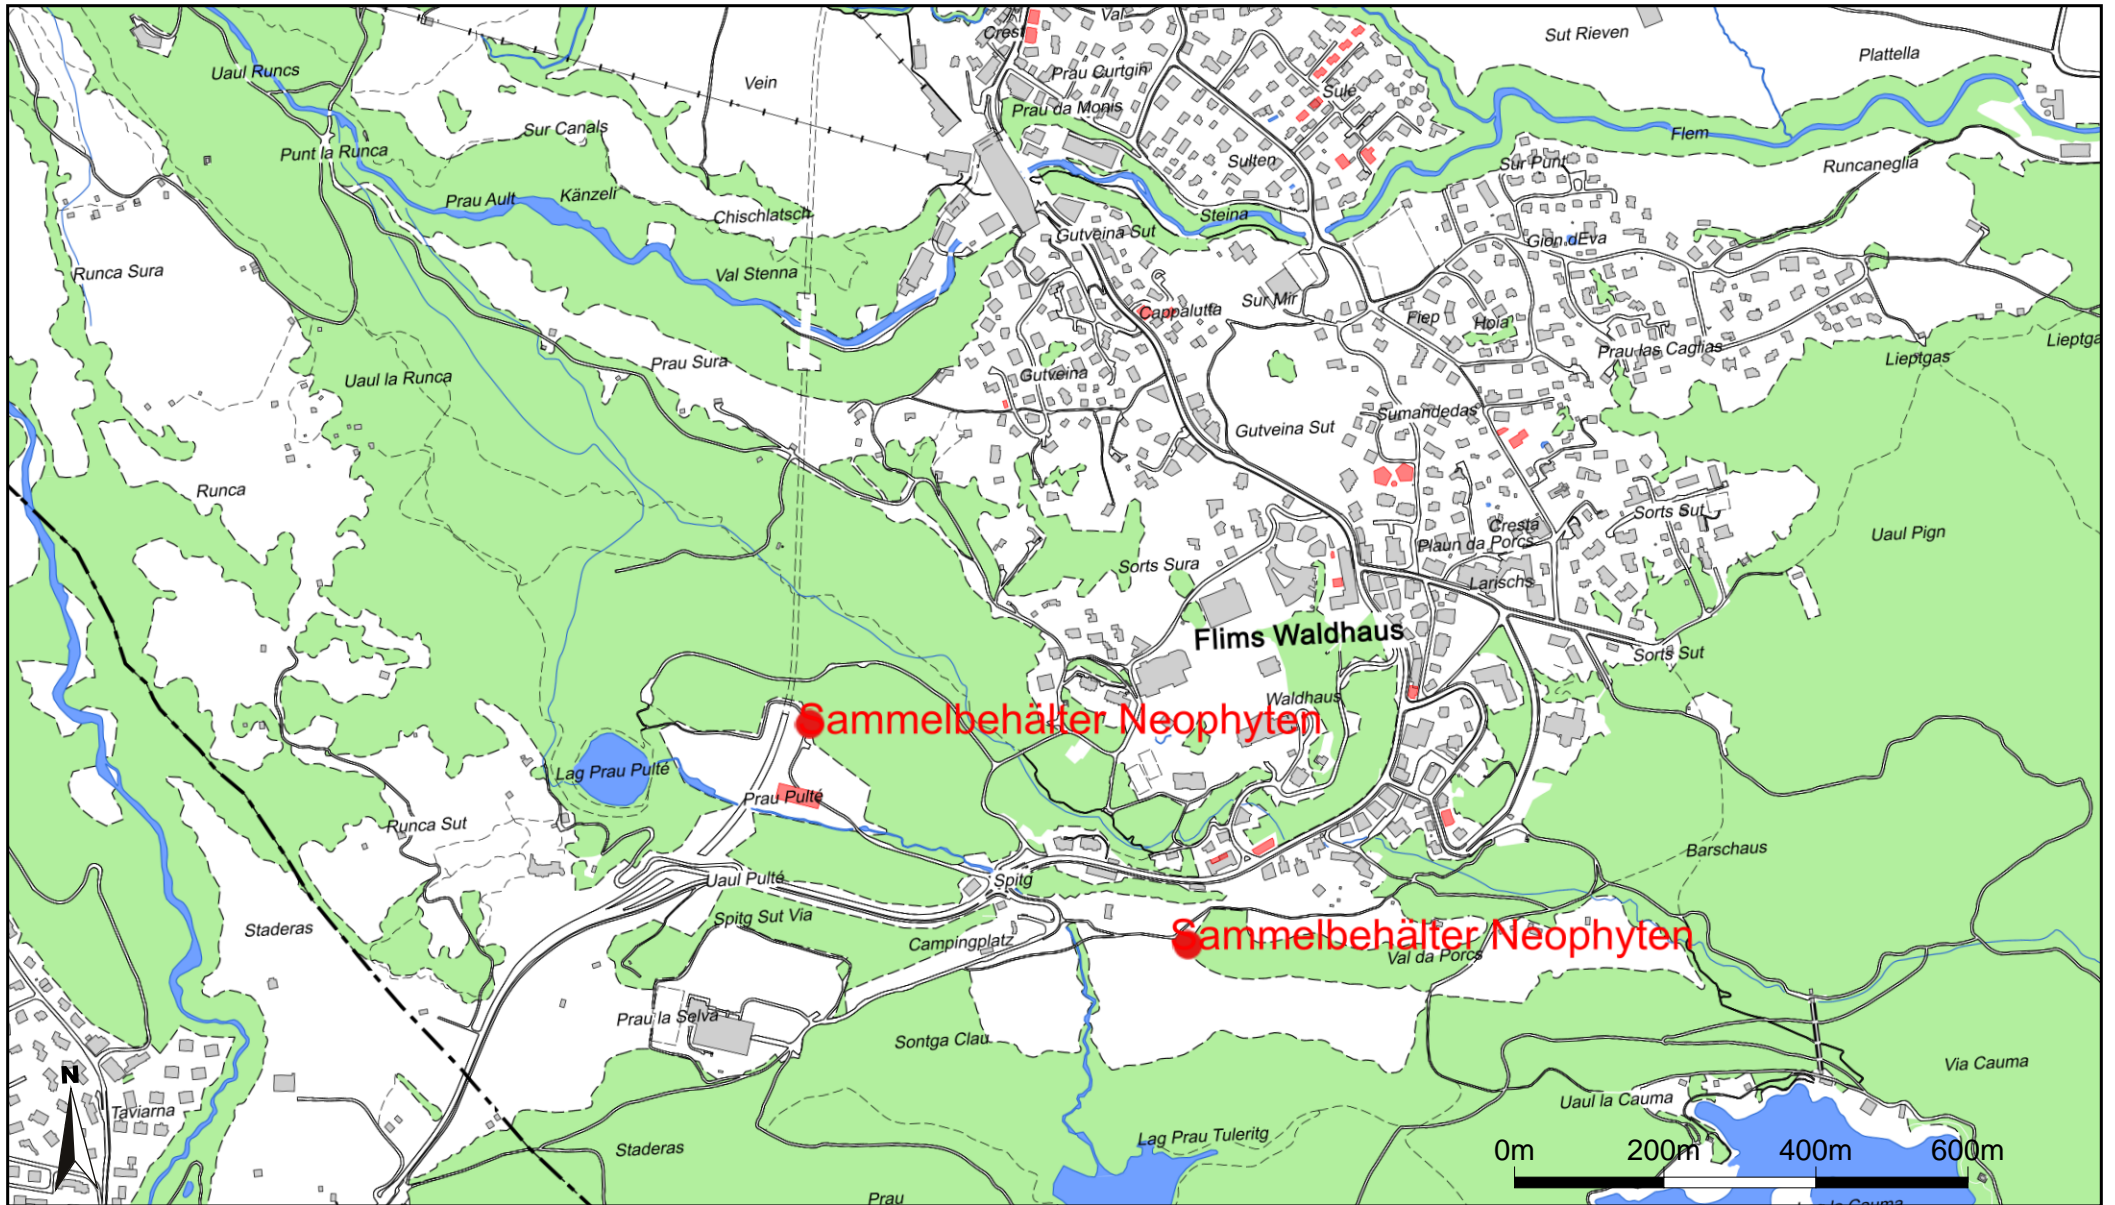 Val
Crest
Sut Rieven
Plattella
Uaul Runcs
Vein
Prau Curtgin
Sulé
Prau da Monis
Sur Canals
Flem
Punt la Runca
Sulten
Sur Punt
Runcaneglia
Prau Ault
Känzeli
Chischlatsch
Steina
Gutveina Sut
Gion d'Eva
Runca Sura
Val Stenna
Cappalutta
Sur Mir
Fiep
Hola
Prau las Caglias
Lieptgas
Lieptga
Prau Sura
Uaul la Runca
Gutveina
Sumandedas
Gutveina Sut
Runca
Sorts Sut
Cresta
Plaun da Porcs
Uaul Pign
Sorts Sura
Larischs
Flims Waldhaus
Sorts Sut
Waldhaus
Sammelbehälter Neophyten
Lag Prau Pulté
Prau Pulté
Runca Sut
Barschaus
Uaul Pulté
Spitg
Spitg Sut Via
Staderas
Campingplatz
Sammelbehälter Neophyten
Val da Porcs
Prau la Selva
Sontga Clau
Via Cauma
N
Taviarna
Uaul la Cauma
Staderas
Lag Prau Tuleritg
0m 200m 400m 600m
Prau